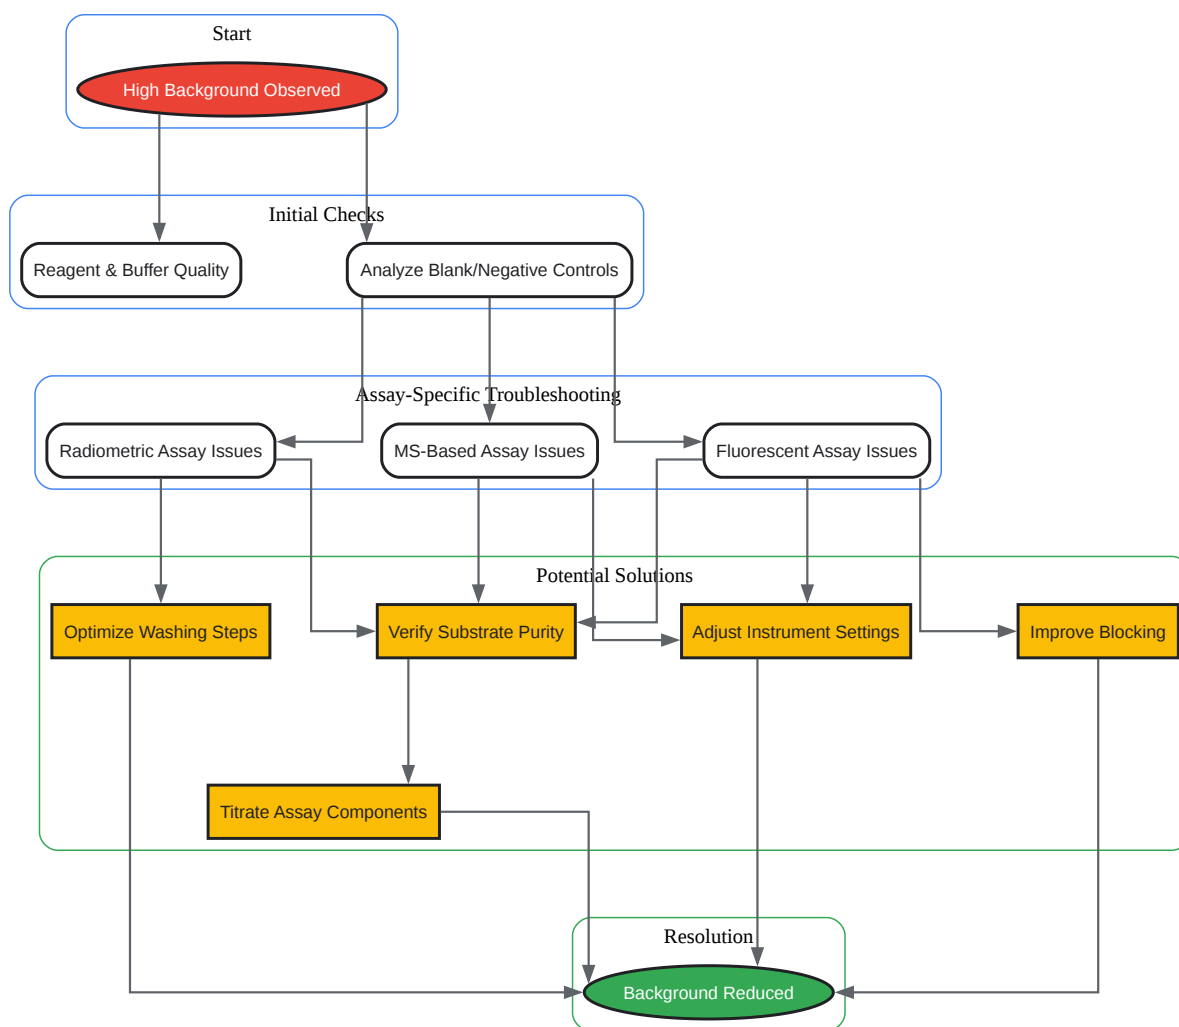 Start
High Background Observed
Initial Checks
Reagent & Buffer Quality
Analyze Blank/Negative Controls
Assay-Specific Troubleshooting
Radiometric Assay Issues
MS-Based Assay Issues
Fluorescent Assay Issues
Potential Solutions
Optimize Washing Steps
Verify Substrate Purity
Adjust Instrument Settings
Improve Blocking
Titrate Assay Components
Resolution
Background Reduced